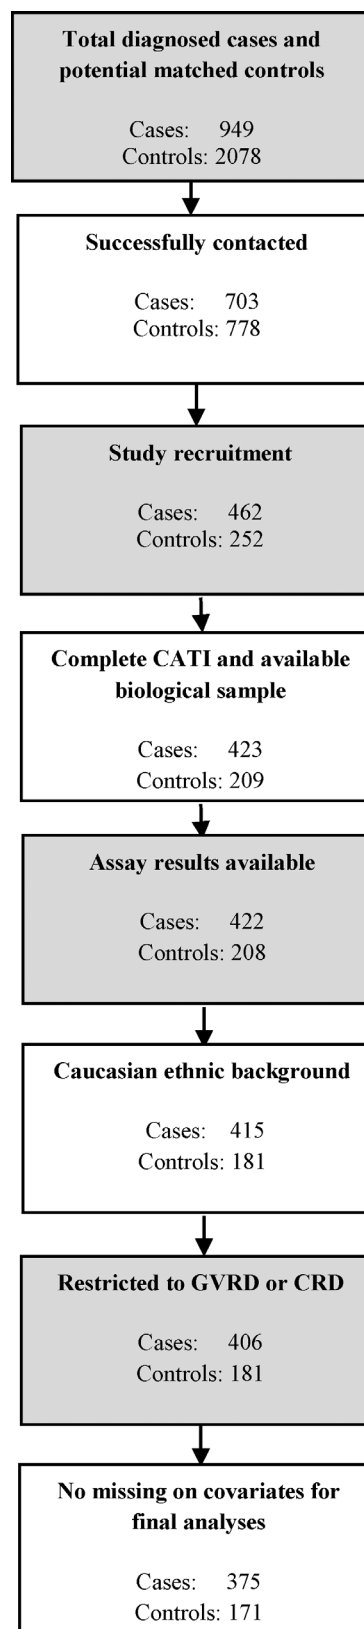 Total diagnosed cases and
potential matched controls
Cases: 949
Controls: 2078
Successfully contacted
Cases: 703
Controls: 778
Study recruitment
Cases: 462
Controls: 252
Complete CATI and available
biological sample
Cases: 423
Controls: 209
Assay results available
Cases: 422
Controls: 208
Caucasian ethnic background
Cases: 415
Controls: 181
Restricted to GVRD or CRD
Cases: 406
Controls: 181
No missing on covariates for
final analyses
Cases: 375
Controls: 171